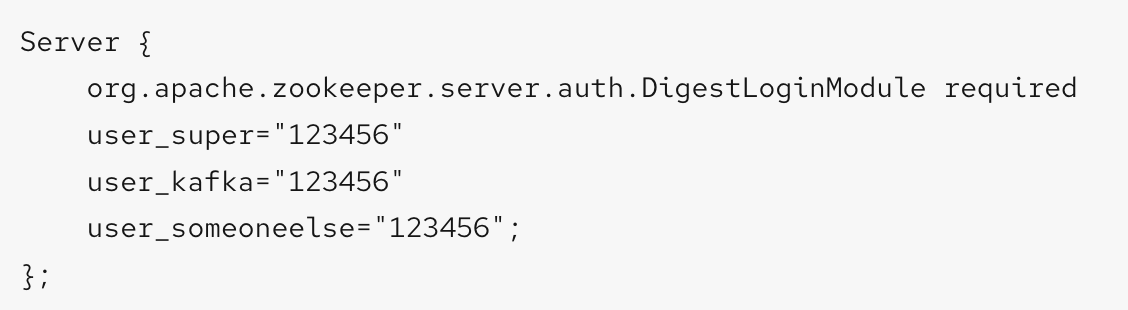 Server {
    org.apache.zookeeper.server.auth.DigestLoginModule required
    user_super="123456"
    user_kafka="123456"
    user_someoneelse="123456";
};